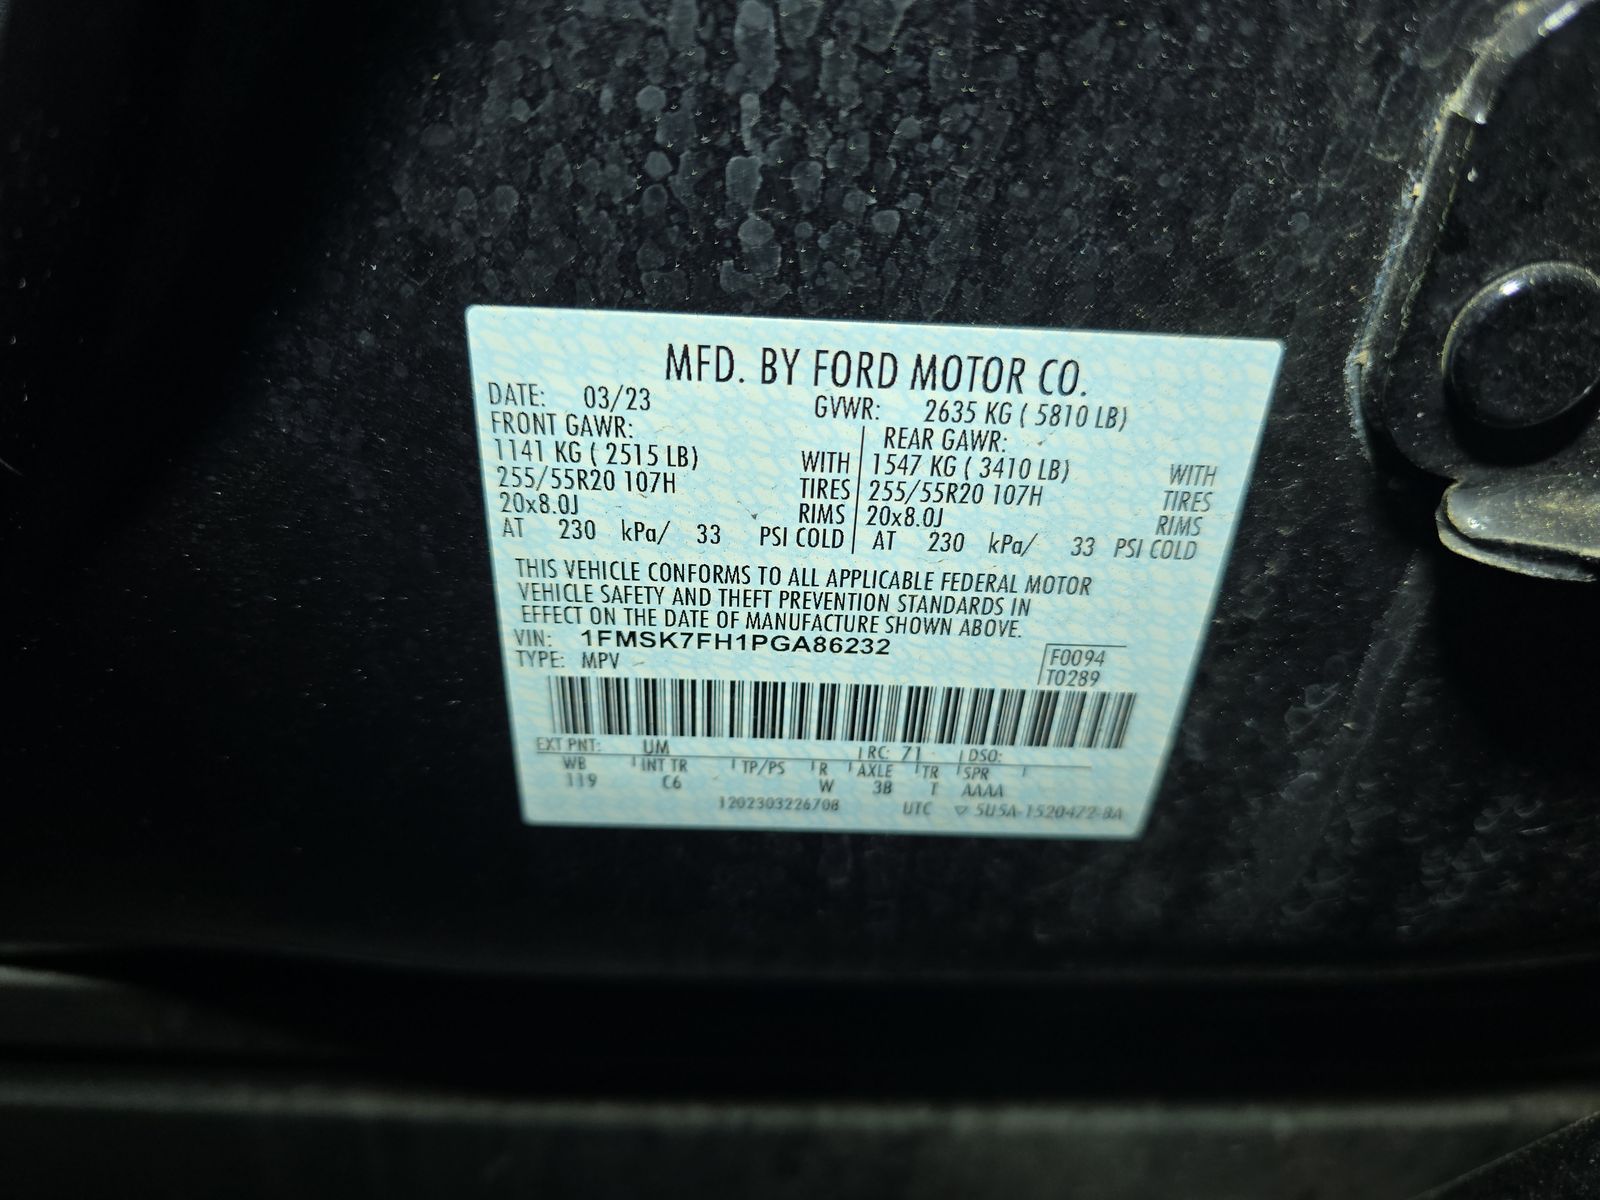 MFD. BY FORD MOTOR CO.
DATE: 03/23 GVWR: 2635 KG ( 5810 LB)
FRONT GAWR: REAR GAWR:
1141 KG ( 2515 LB) WITH 1547 KG ( 3410 LB) WITH
255/55R20 107H TIRES 255/55R20 107H TIRES
20x8.0J RIMS 20x8.0J RIMS
AT 230 kPa/ 33 PSI COLD AT 230 kPa/ 33 PSI COLD
THIS VEHICLE CONFORMS TO ALL APPLICABLE FEDERAL MOTOR
VEHICLE SAFETY AND THEFT PREVENTION STANDARDS IN
EFFECT ON THE DATE OF MANUFACTURE SHOWN ABOVE.
VIN: 1FMSK7FH1PGA86232
TYPE: MPV F0094
T0289
EXT PNT: UM RC: 71 DSO:
WB INT TR TP/PS R AXLE TR SPR
119 C6 W 3B T AAAA
1202303226708 UTC ▽ 5U5A-1520472-BA